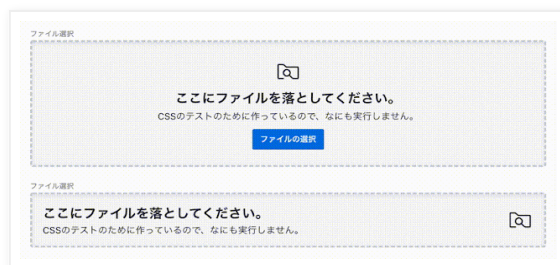 ファイル選択
ここにファイルを落としてください。
CSSのテストのために作っているので、なにも実行しません。
ファイルの選択
ファイル選択
ここにファイルを落としてください。
CSSのテストのために作っているので、なにも実行しません。